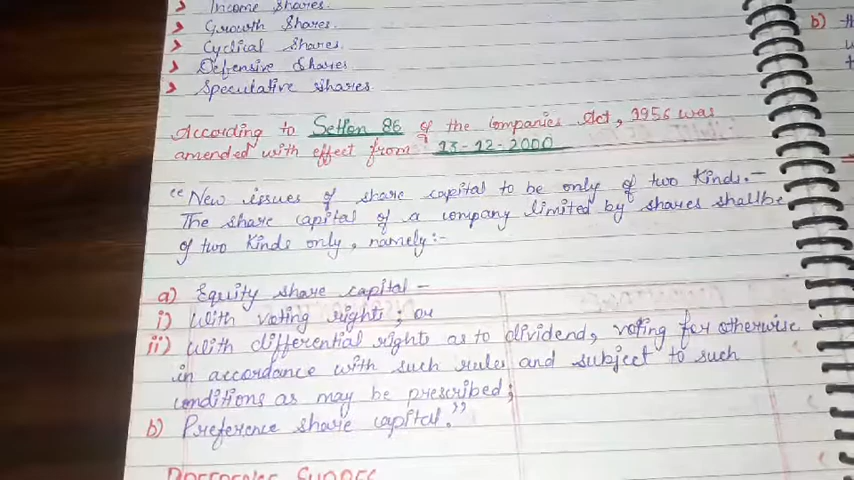 > Income Shares.
> Growth Shares.
> Cyclical Shares.
> Defensive Shares.
> Speculative Shares.
According to Section 86 of the Companies Act, 1956 was
amended with effect from 13-12-2000
"New issues of share capital to be only of two kinds.-
The share capital of a company limited by shares shall be
of two kinds only, namely:-
a) Equity share capital -
i) with voting rights; or
ii) with differential rights as to dividend, voting for otherwise
in accordance with such rules and subject to such
conditions as may be prescribed;
b) Preference share capital."
b)